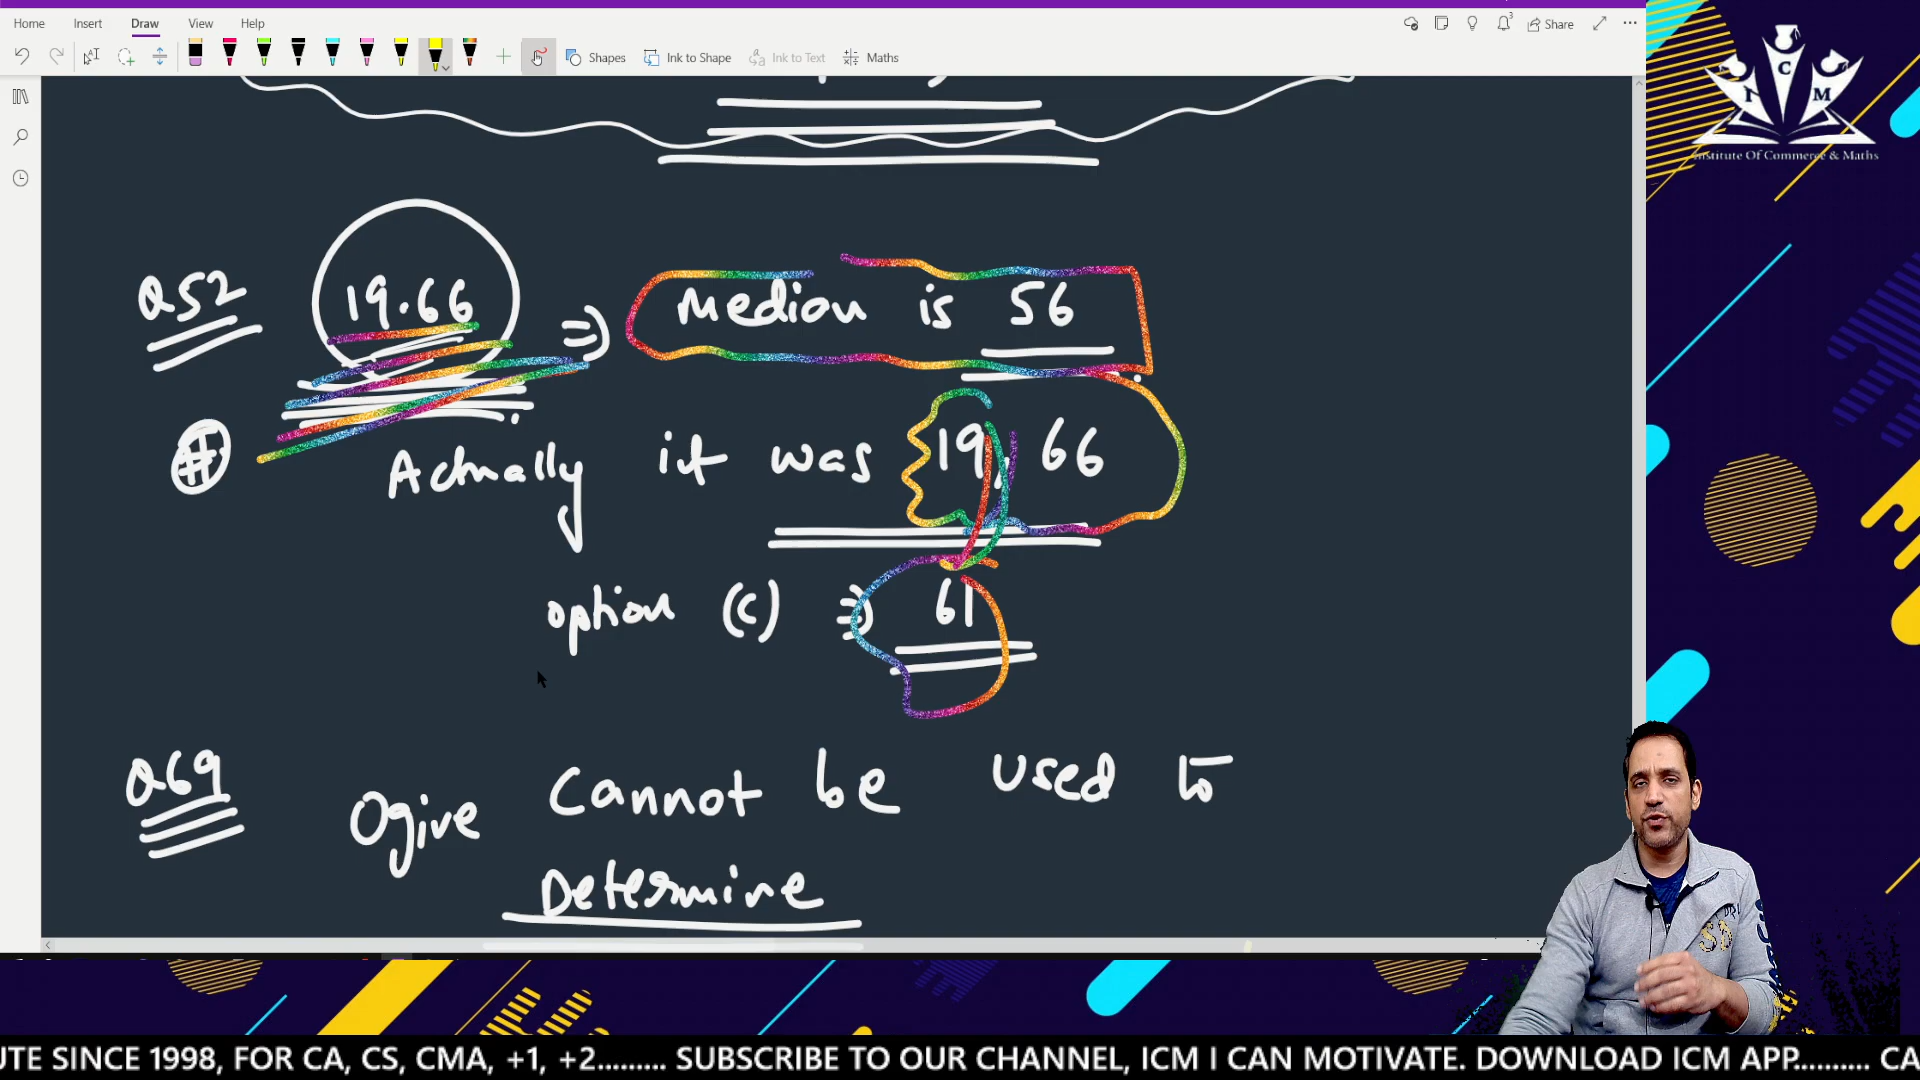 Home Insert Draw View Help
3 Share
Shapes Ink to Shape Ink to Text Maths
I C M
Institute Of Commerce & Maths
Q52 19.66 => Median is 56
# Actually it was 19, 66
option (c) => 61
Q69 Ogive cannot be used to
Determine
UTE SINCE 1998, FOR CA, CS, CMA, +1, +2......... SUBSCRIBE TO OUR CHANNEL, ICM I CAN MOTIVATE. DOWNLOAD ICM APP.......... CA